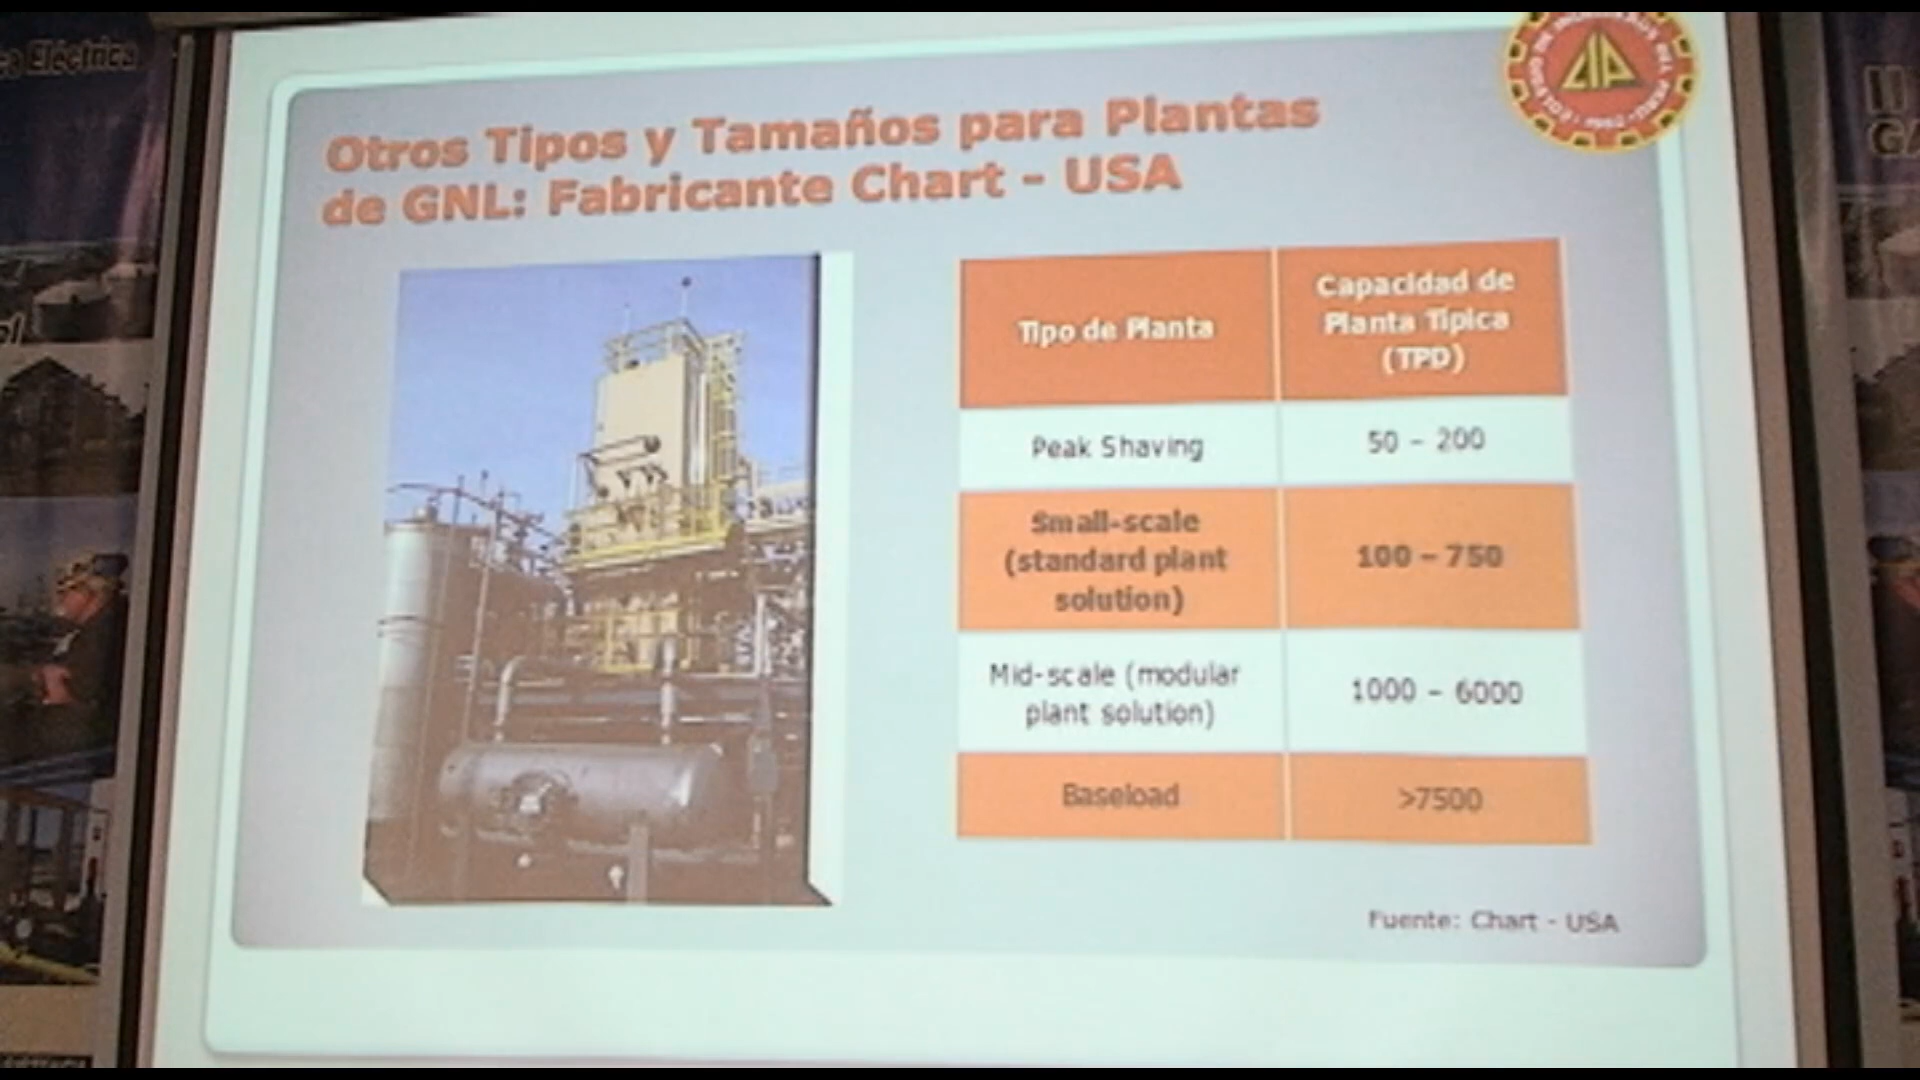 Eléctrica
Otros Tipos y Tamaños para Plantas
de GNL: Fabricante Chart - USA
Tipo de Planta
Capacidad de
Planta Típica
(TPD)
Peak Shaving
50 – 200
Small-scale
(standard plant
solution)
100 – 750
Mid-scale (modular
plant solution)
1000 – 6000
Baseload
>7500
Fuente: Chart - USA
CIP